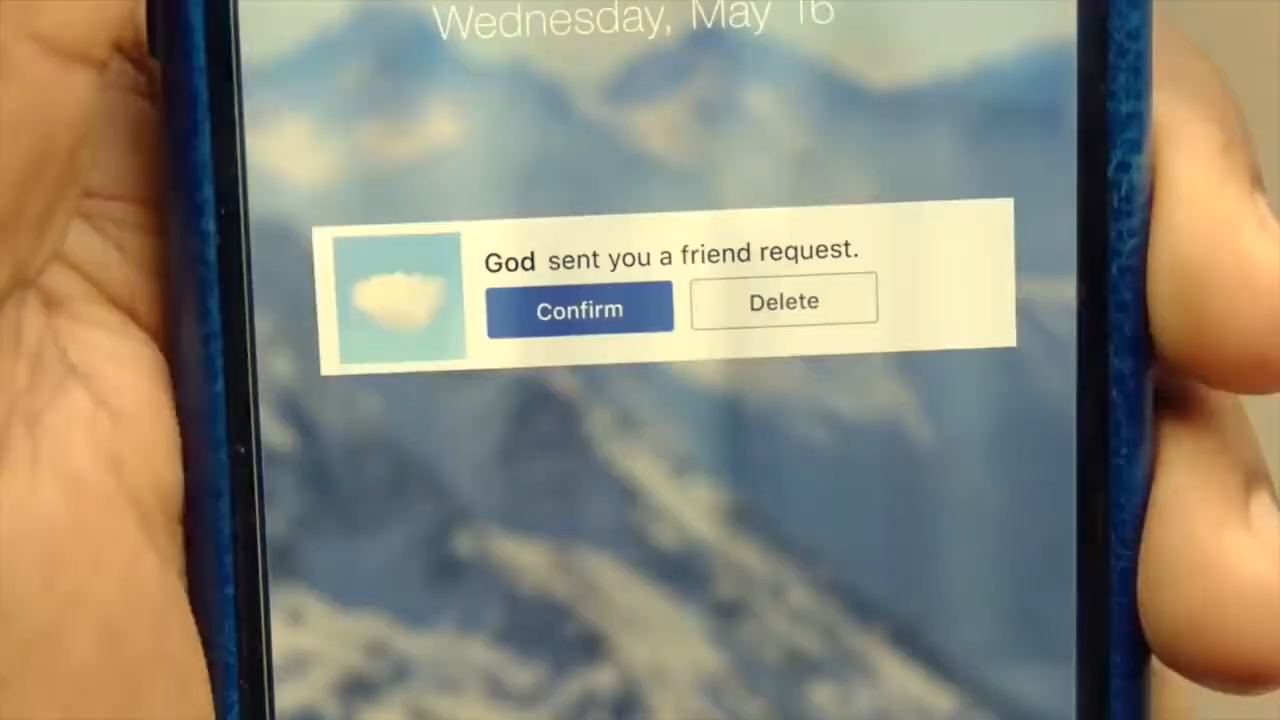 Wednesday, May 16
God sent you a friend request.
Confirm Delete